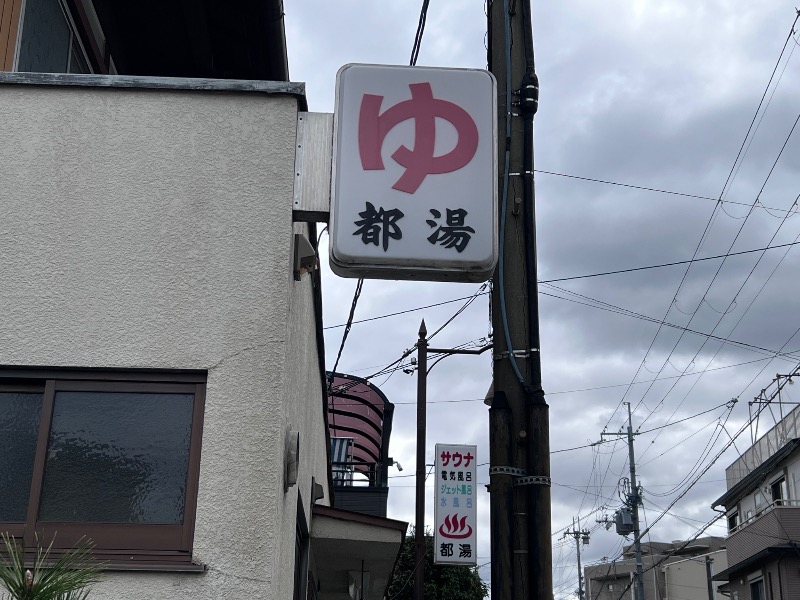 ゆ
都湯
サウナ
電気風呂
ジェット風呂
水風呂
都湯